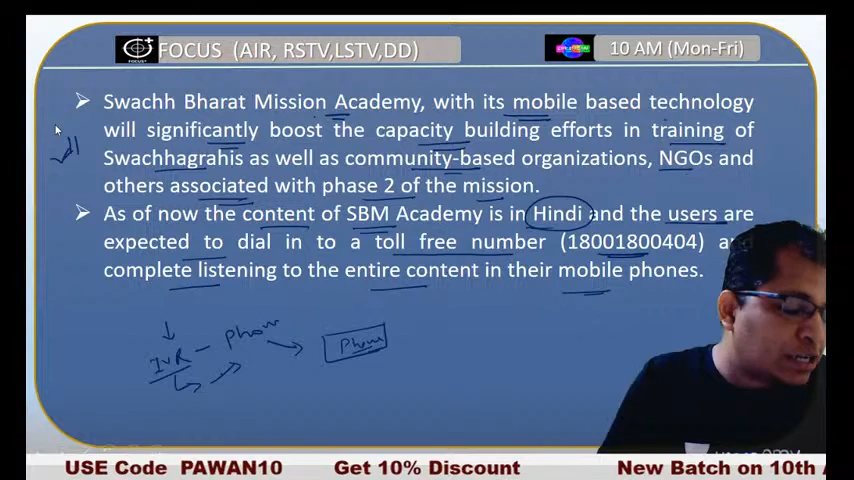 FOCUS (AIR, RSTV,LSTV,DD)
10 AM (Mon-Fri)
Swachh Bharat Mission Academy, with its mobile based technology
will significantly boost the capacity building efforts in training of
Swachhagrahis as well as community-based organizations, NGOs and
others associated with phase 2 of the mission.
As of now the content of SBM Academy is in Hindi and the users are
expected to dial in to a toll free number (18001800404) and
complete listening to the entire content in their mobile phones.
IVR - Phone
Phone
USE Code PAWAN10 Get 10% Discount New Batch on 10th A